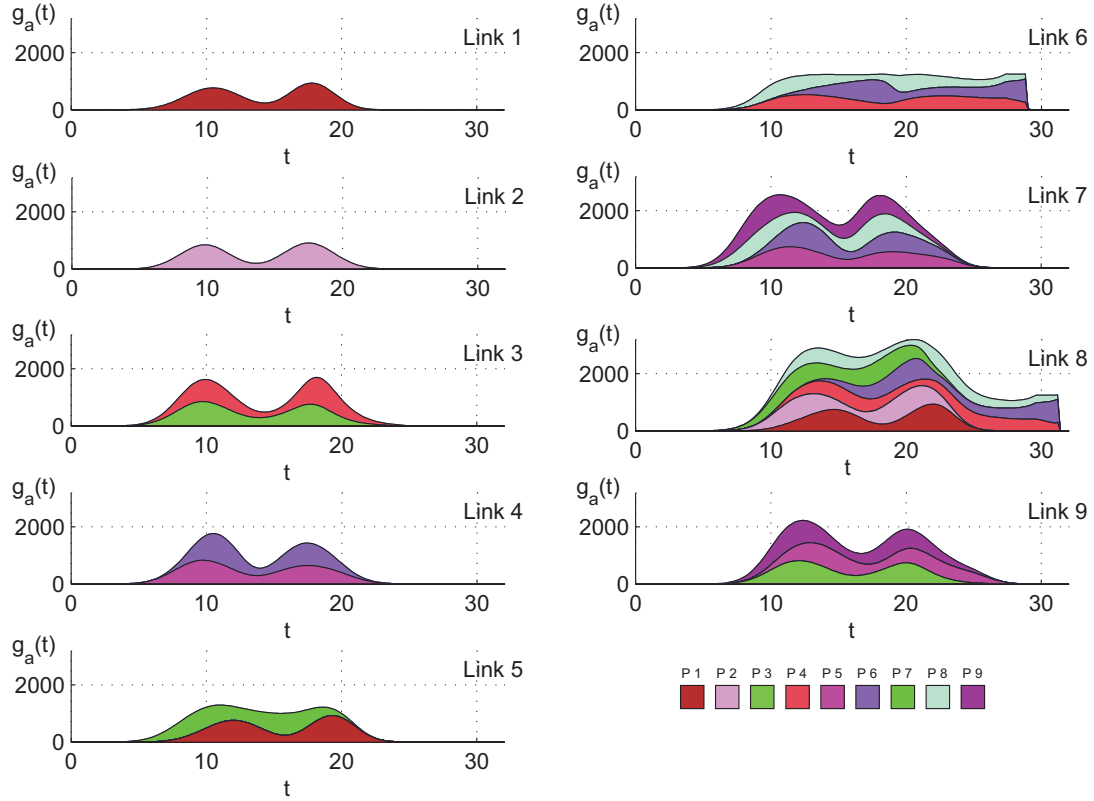 g_a(t)
Link 1
2000
0
0 10 20 30
t
g_a(t)
Link 2
2000
0
0 10 20 30
t
g_a(t)
Link 3
2000
0
0 10 20 30
t
g_a(t)
Link 4
2000
0
0 10 20 30
t
g_a(t)
Link 5
2000
0
0 10 20 30
t
g_a(t)
Link 6
2000
0
0 10 20 30
t
g_a(t)
Link 7
2000
0
0 10 20 30
t
g_a(t)
Link 8
2000
0
0 10 20 30
t
g_a(t)
Link 9
2000
0
0 10 20 30
t
P 1 P 2 P 3 P 4 P 5 P 6 P 7 P 8 P 9